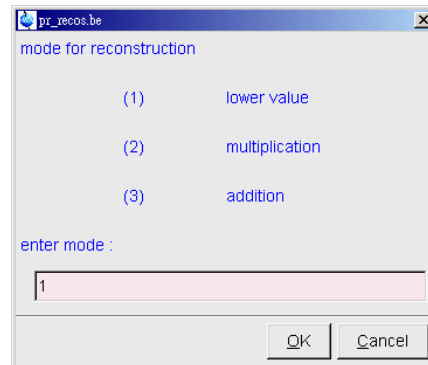 pr_recos.be
mode for reconstruction
(1) lower value
(2) multiplication
(3) addition
enter mode :
1
OK Cancel